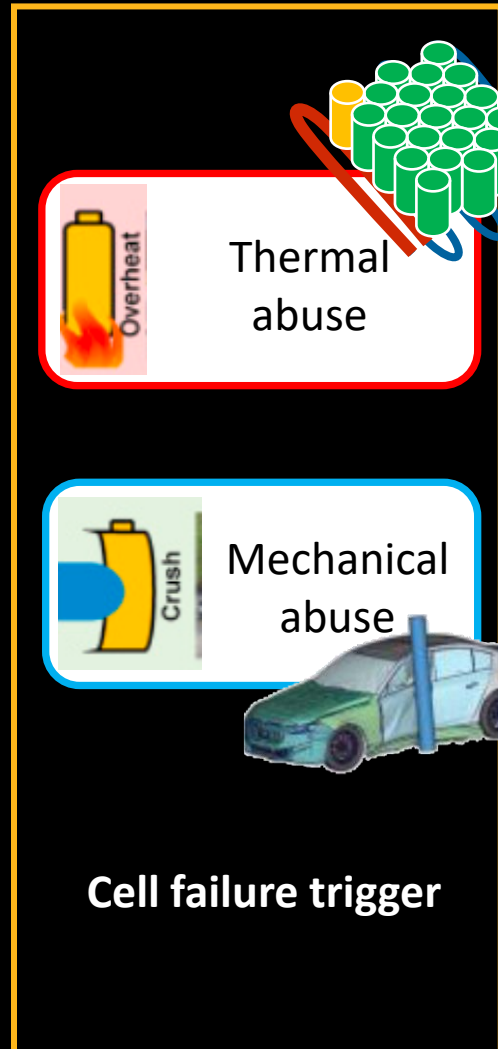 Overheat
Thermal
abuse
Crush
Mechanical
abuse
Cell failure trigger